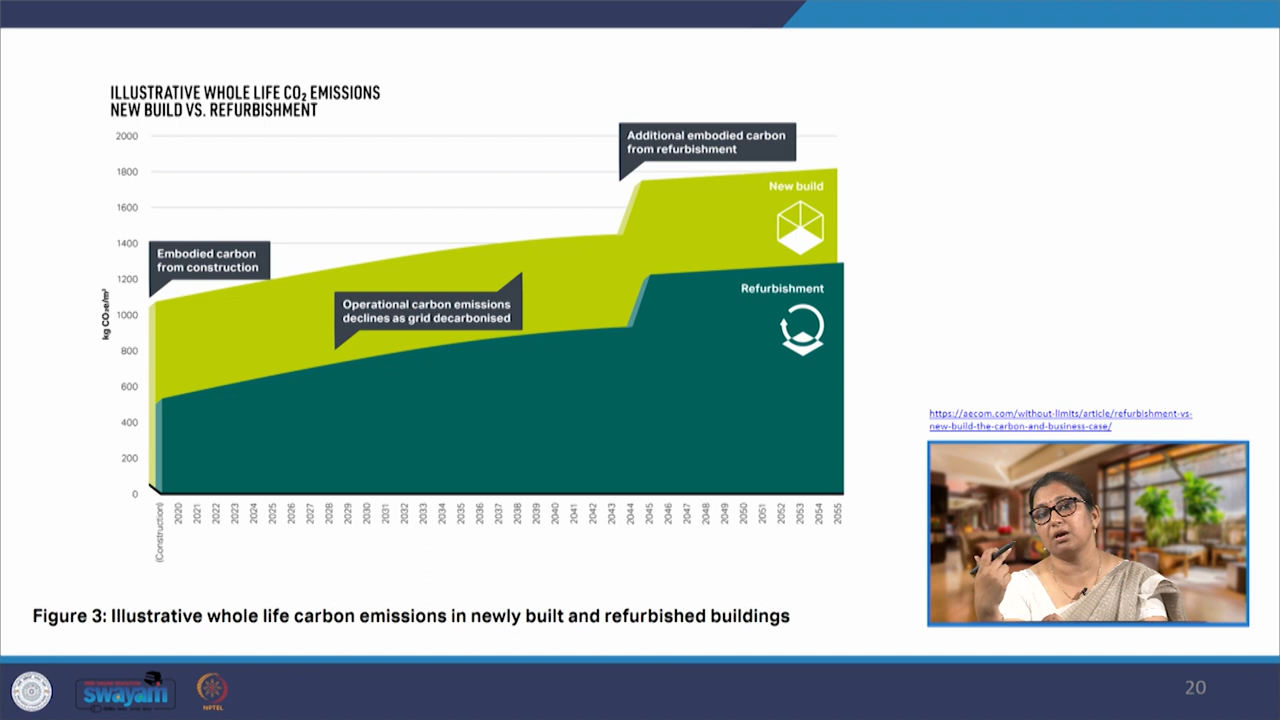 ILLUSTRATIVE WHOLE LIFE CO₂ EMISSIONS
NEW BUILD VS. REFURBISHMENT
kg CO₂e/m²
2000
1800
1600
1400
1200
1000
800
600
400
200
0
Additional embodied carbon
from refurbishment
New build
Embodied carbon
from construction
Operational carbon emissions
declines as grid decarbonised
Refurbishment
(Construction) 2020 2021 2022 2023 2024 2025 2026 2027 2028 2029 2030 2031 2032 2033 2034 2035 2036 2037 2038 2039 2040 2041 2042 2043 2044 2045 2046 2047 2048 2049 2050 2051 2052 2053 2054 2055
https://aecom.com/without-limits/article/refurbishment-vs-
new-build-the-carbon-and-business-case/
Figure 3: Illustrative whole life carbon emissions in newly built and refurbished buildings
swayam
NPTEL
20